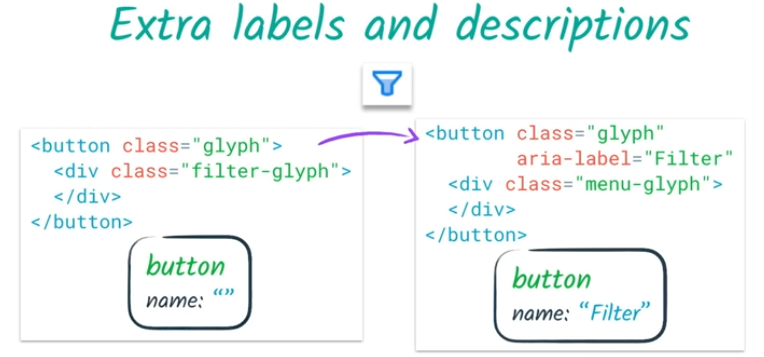 Extra labels and descriptions
<button class="glyph">
<div class="filter-glyph">
</div>
</button>
button
name: “”
<button class="glyph"
aria-label="Filter"
<div class="menu-glyph">
</div>
</button>
button
name: “Filter”